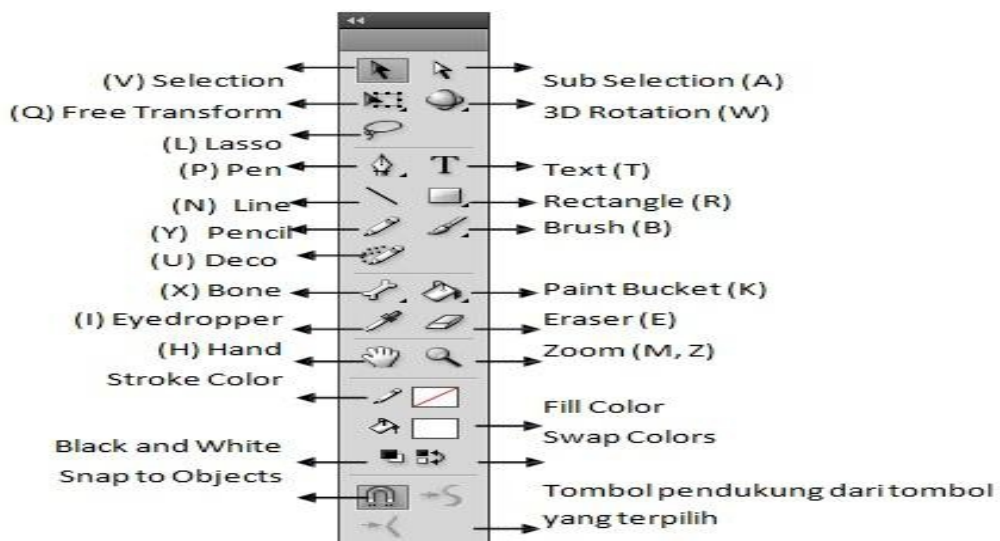 (V) Selection
Sub Selection (A)
(Q) Free Transform
3D Rotation (W)
(L) Lasso
(P) Pen
T
Text (T)
(N) Line
Rectangle (R)
(Y) Pencil
Brush (B)
(U) Deco
(X) Bone
Paint Bucket (K)
(I) Eyedropper
Eraser (E)
(H) Hand
Zoom (M, Z)
Stroke Color
Fill Color
Black and White
Swap Colors
Snap to Objects
Tombol pendukung dari tombol
yang terpilih